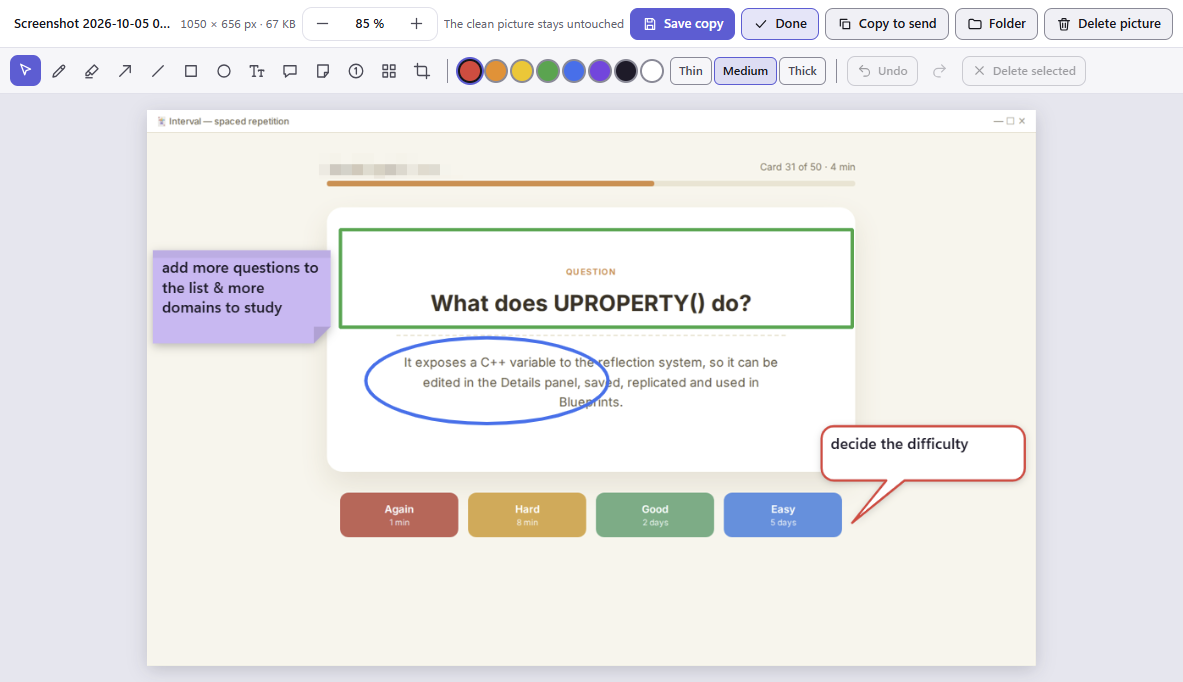 Screenshot 2026-10-05 0...
1050 × 656 px · 67 KB
85 %
The clean picture stays untouched
Save copy
Done
Copy to send
Folder
Delete picture
Thin
Medium
Thick
Undo
Delete selected
Interval — spaced repetition
Card 31 of 50 · 4 min
add more questions to
the list & more
domains to study
QUESTION
What does UPROPERTY() do?
It exposes a C++ variable to the reflection system, so it can be
edited in the Details panel, saved, replicated and used in
Blueprints.
decide the difficulty
Again
1 min
Hard
8 min
Good
2 days
Easy
5 days